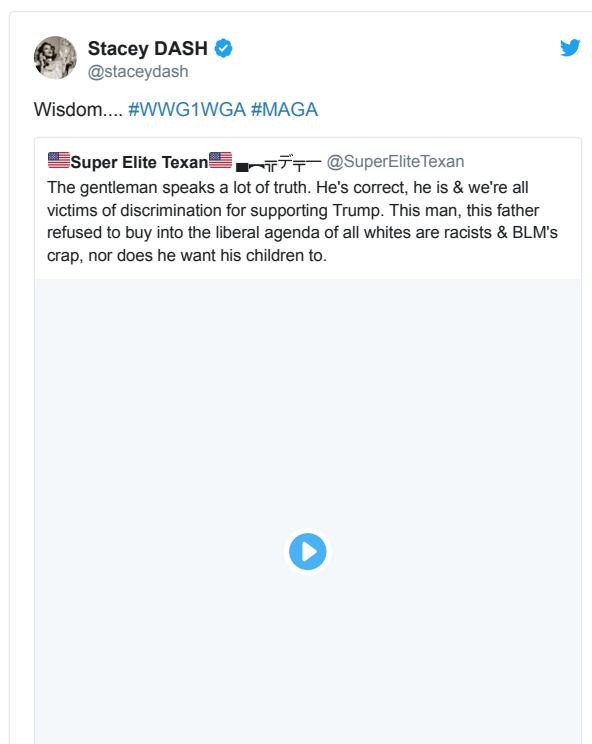 Stacey DASH
@staceydash
Wisdom.... #WWG1WGA #MAGA
🇺🇸Super Elite Texan🇺🇸 ▄︻╦デ╤一 @SuperEliteTexan
The gentleman speaks a lot of truth. He's correct, he is & we're all
victims of discrimination for supporting Trump. This man, this father
refused to buy into the liberal agenda of all whites are racists & BLM's
crap, nor does he want his children to.